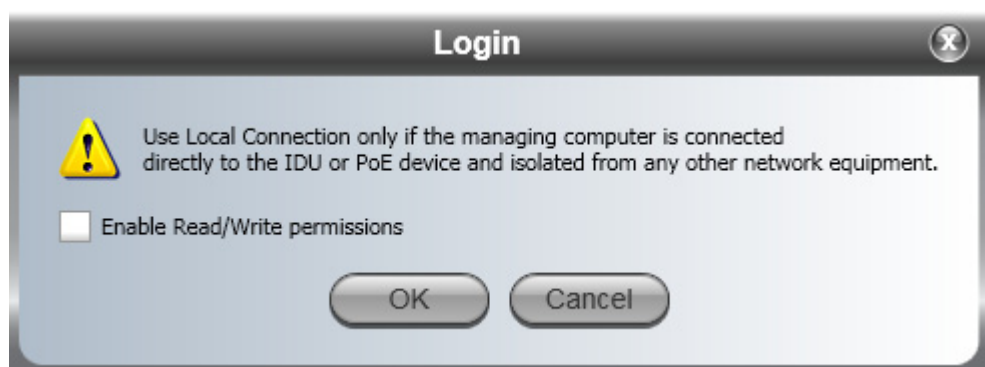 Login
Use Local Connection only if the managing computer is connected
directly to the IDU or PoE device and isolated from any other network equipment.
Enable Read/Write permissions
OK Cancel